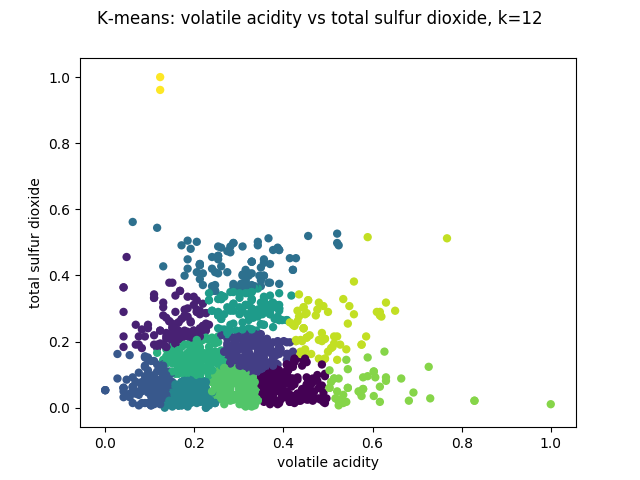 K-means: volatile acidity vs total sulfur dioxide, k=12
1.0
0.8
0.6
0.4
0.2
0.0
total sulfur dioxide
0.0 0.2 0.4 0.6 0.8 1.0
volatile acidity